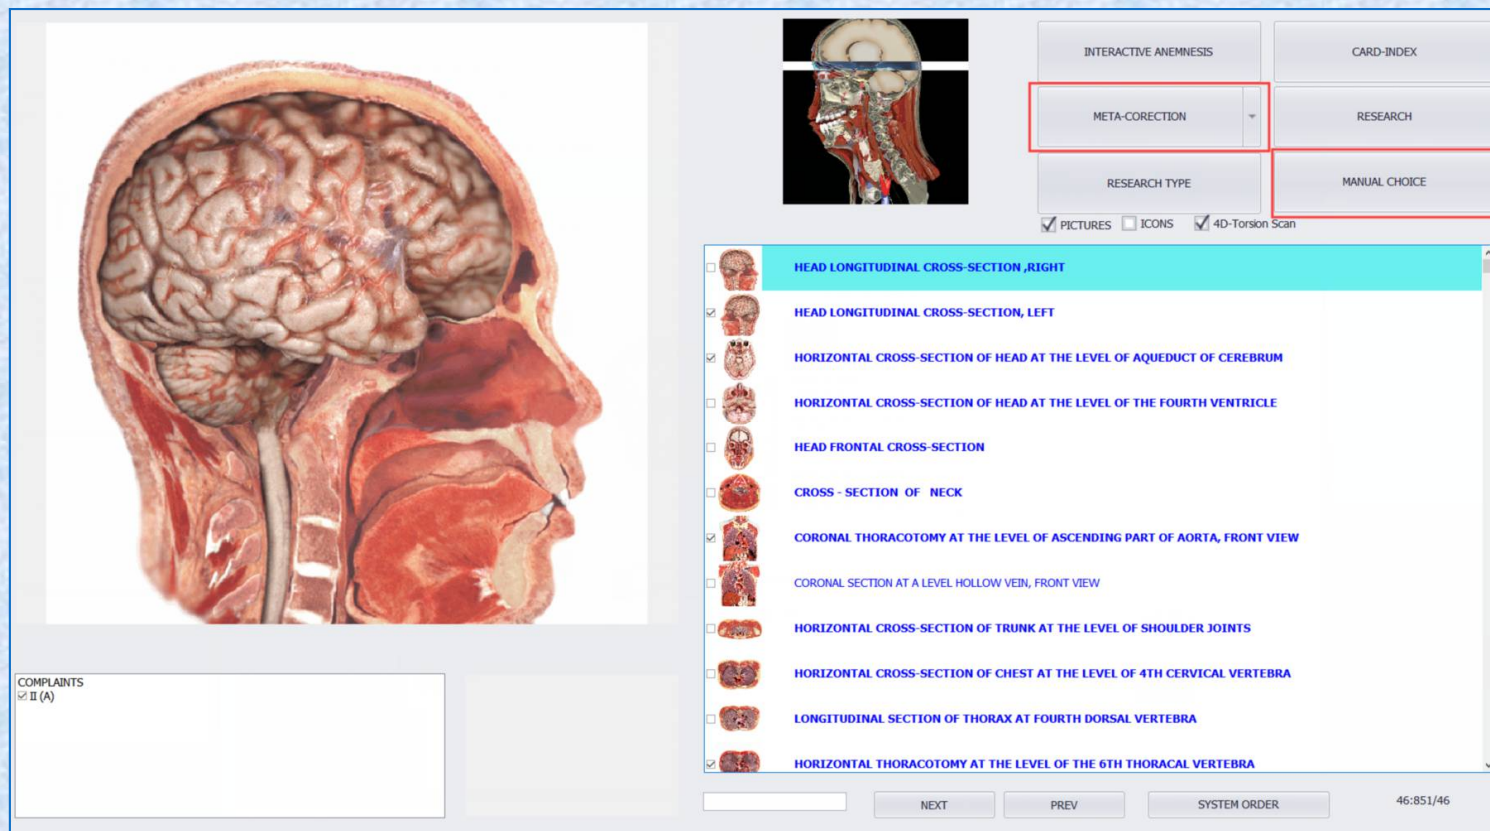 INTERACTIVE ANEMNESIS
CARD-INDEX
META-CORECTION
RESEARCH
RESEARCH TYPE
MANUAL CHOICE
PICTURES
ICONS
4D-Torsion Scan
HEAD LONGITUDINAL CROSS-SECTION ,RIGHT
HEAD LONGITUDINAL CROSS-SECTION, LEFT
HORIZONTAL CROSS-SECTION OF HEAD AT THE LEVEL OF AQUEDUCT OF CEREBRUM
HORIZONTAL CROSS-SECTION OF HEAD AT THE LEVEL OF THE FOURTH VENTRICLE
HEAD FRONTAL CROSS-SECTION
CROSS - SECTION OF NECK
CORONAL THORACOTOMY AT THE LEVEL OF ASCENDING PART OF AORTA, FRONT VIEW
CORONAL SECTION AT A LEVEL HOLLOW VEIN, FRONT VIEW
HORIZONTAL CROSS-SECTION OF TRUNK AT THE LEVEL OF SHOULDER JOINTS
HORIZONTAL CROSS-SECTION OF CHEST AT THE LEVEL OF 4TH CERVICAL VERTEBRA
LONGITUDINAL SECTION OF THORAX AT FOURTH DORSAL VERTEBRA
HORIZONTAL THORACOTOMY AT THE LEVEL OF THE 6TH THORACAL VERTEBRA
COMPLAINTS
II (A)
NEXT
PREV
SYSTEM ORDER
46:851/46